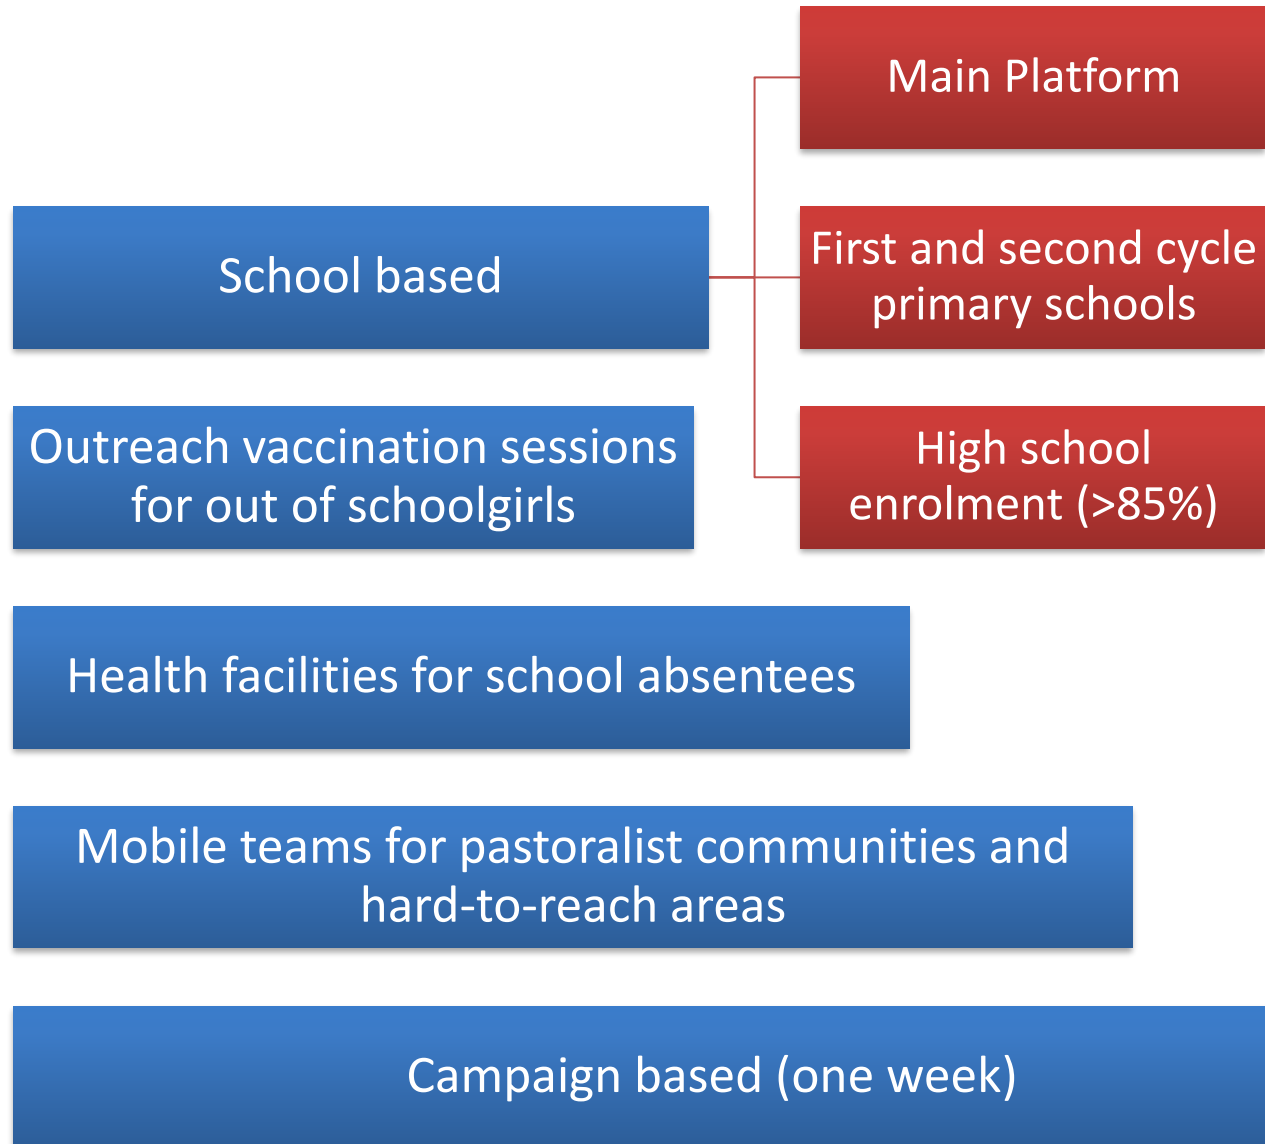 Main Platform
School based
First and second cycle
primary schools
High school
enrolment (>85%)
Outreach vaccination sessions
for out of schoolgirls
Health facilities for school absentees
Mobile teams for pastoralist communities and
hard-to-reach areas
Campaign based (one week)